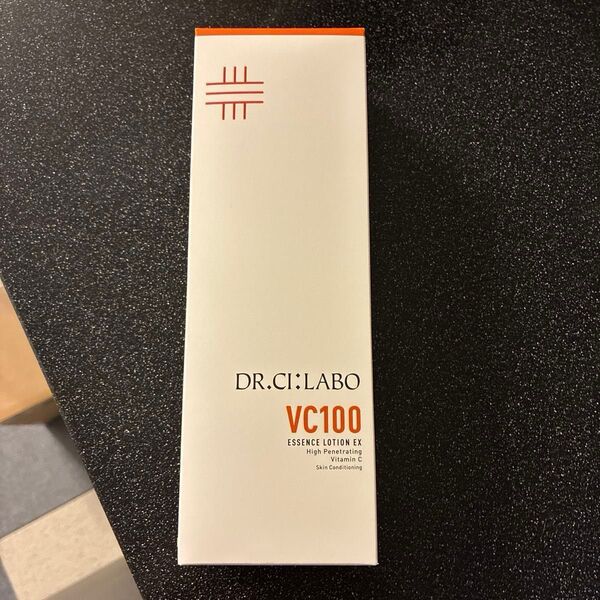 DR.CI:LABO
VC100
ESSENCE LOTION EX
High Penetrating
Vitamin C
Skin Conditioning